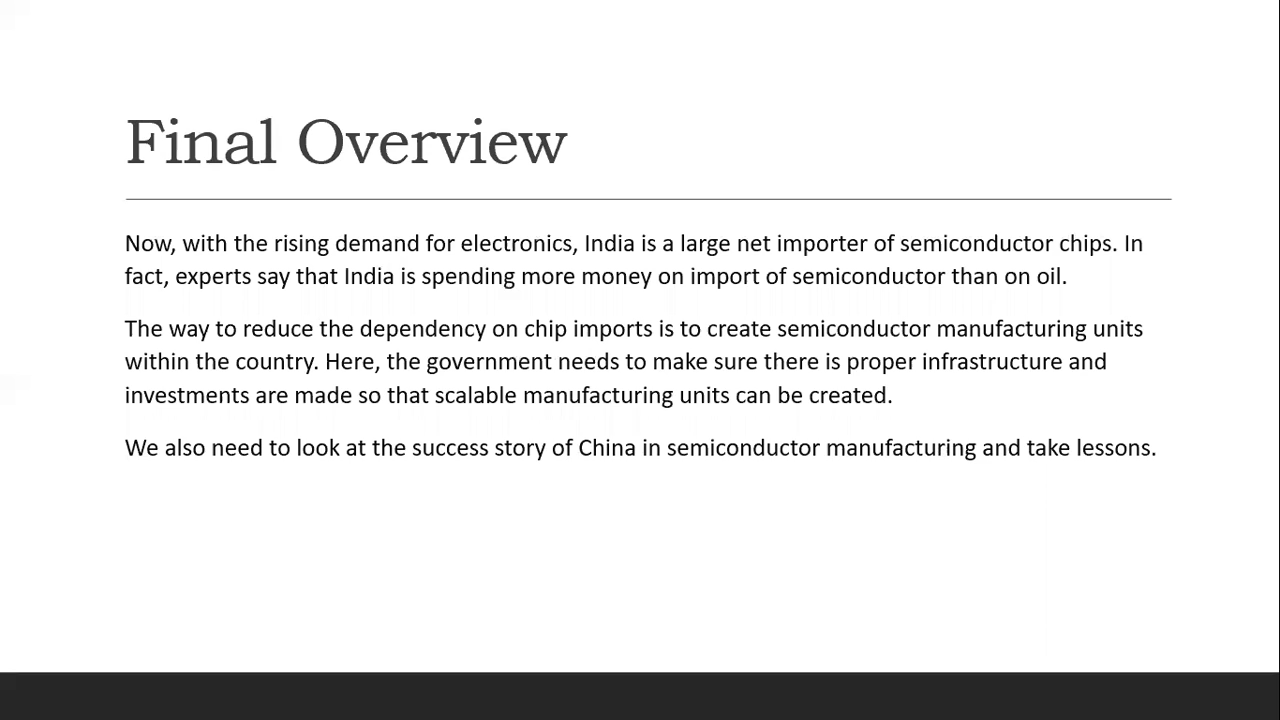 Final Overview
Now, with the rising demand for electronics, India is a large net importer of semiconductor chips. In
fact, experts say that India is spending more money on import of semiconductor than on oil.
The way to reduce the dependency on chip imports is to create semiconductor manufacturing units
within the country. Here, the government needs to make sure there is proper infrastructure and
investments are made so that scalable manufacturing units can be created.
We also need to look at the success story of China in semiconductor manufacturing and take lessons.